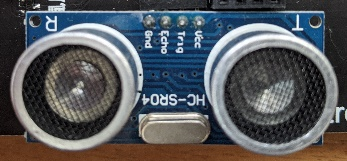 R
T
Gnd
Echo
Trig
Vcc
HC-SR04